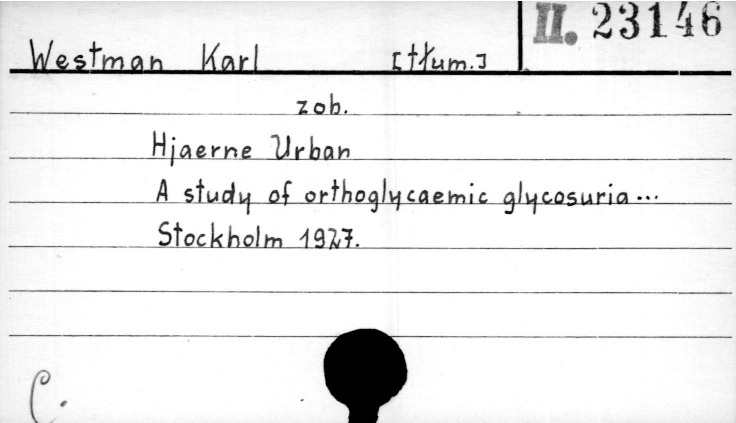 II. 23146
Westman Karl [tłum.]
zob.
Hjaerne Urban
A study of orthoglycaemic glycosuria...
Stockholm 1927.
C.